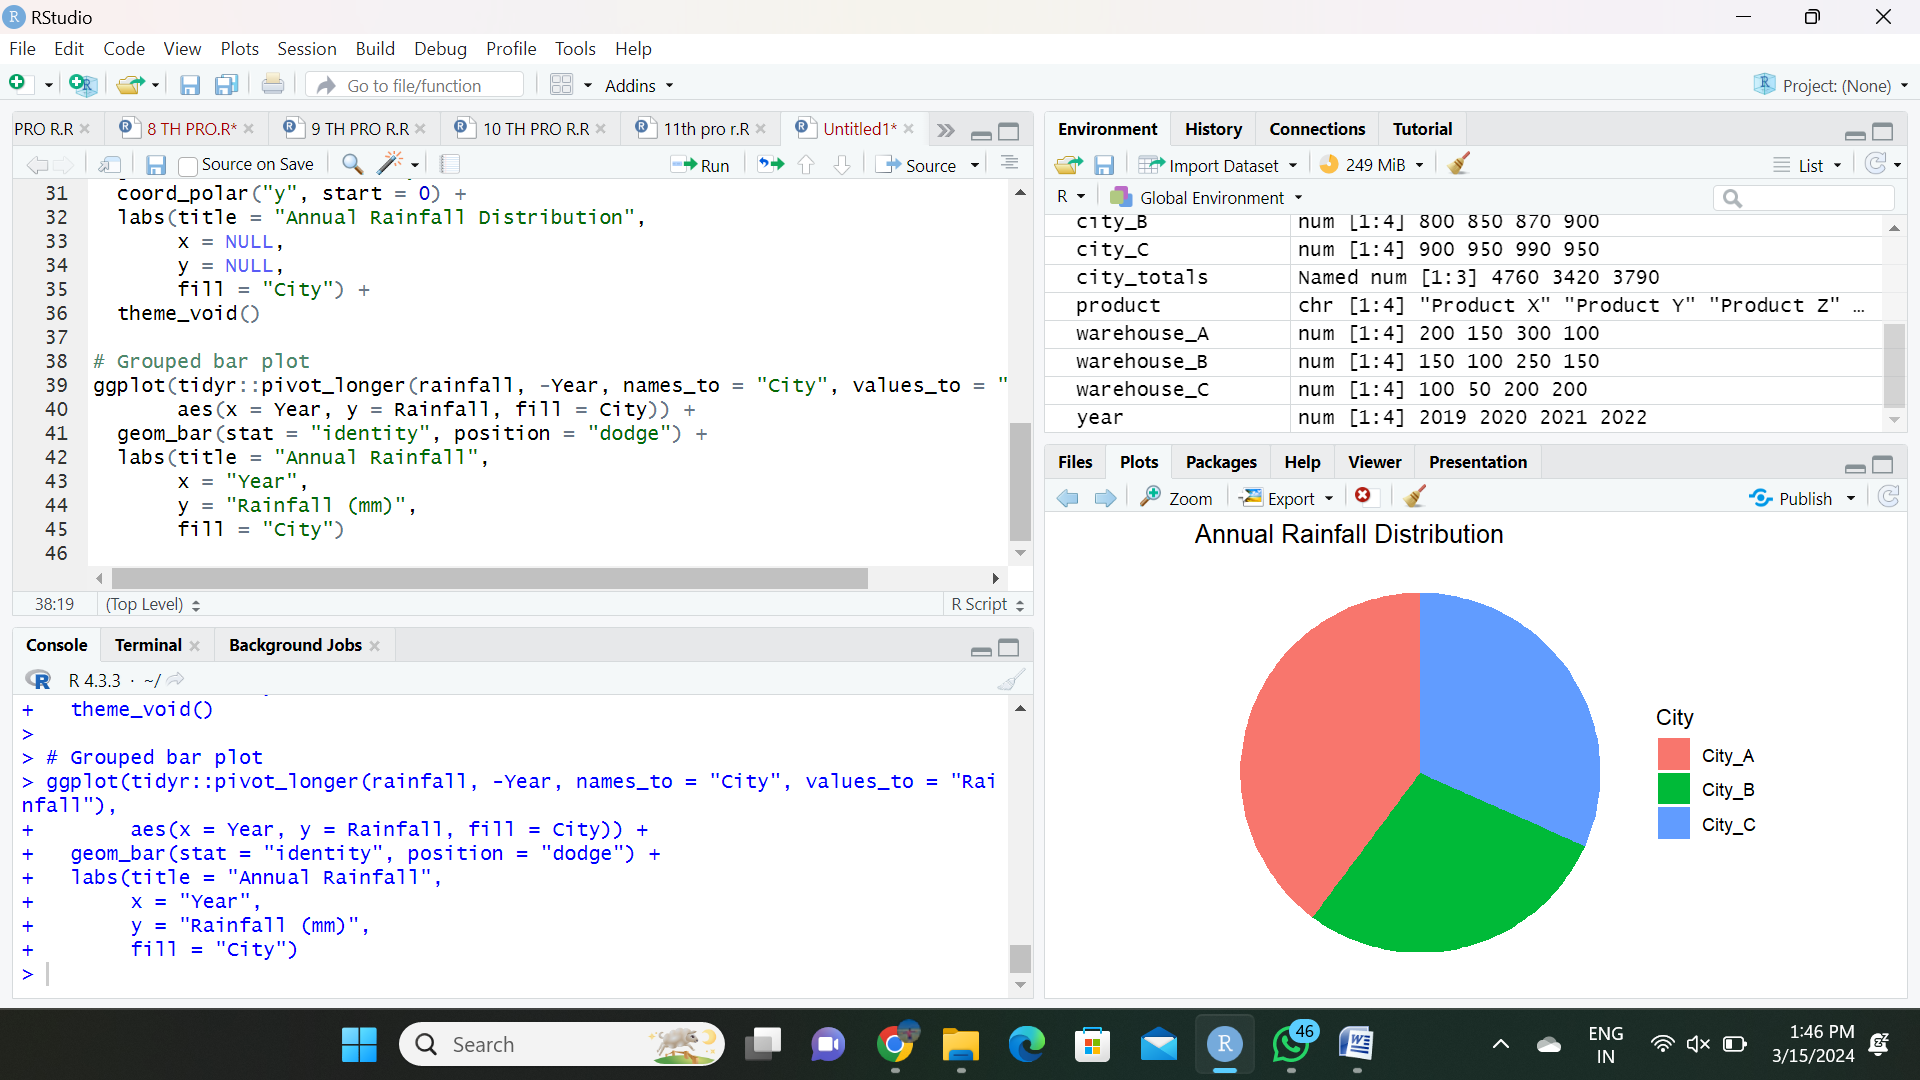 RStudio
File Edit Code View Plots Session Build Debug Profile Tools Help
Go to file/function Addins Project: (None)
PRO R.R 8 TH PRO.R* 9 TH PRO R.R 10 TH PRO R.R 11th pro r.R Untitled1*
Source on Save Run Source
31 coord_polar("y", start = 0) +
32 labs(title = "Annual Rainfall Distribution",
33 x = NULL,
34 y = NULL,
35 fill = "City") +
36 theme_void()
37
38 # Grouped bar plot
39 ggplot(tidyr::pivot_longer(rainfall, -Year, names_to = "City", values_to = "
40 aes(x = Year, y = Rainfall, fill = City)) +
41 geom_bar(stat = "identity", position = "dodge") +
42 labs(title = "Annual Rainfall",
43 x = "Year",
44 y = "Rainfall (mm)",
45 fill = "City")
46
38:19 (Top Level) R Script
Console Terminal Background Jobs
R 4.3.3 · ~/
+ theme_void()
>
> # Grouped bar plot
> ggplot(tidyr::pivot_longer(rainfall, -Year, names_to = "City", values_to = "Rai
nfall"),
+ aes(x = Year, y = Rainfall, fill = City)) +
+ geom_bar(stat = "identity", position = "dodge") +
+ labs(title = "Annual Rainfall",
+ x = "Year",
+ y = "Rainfall (mm)",
+ fill = "City")
>
Environment History Connections Tutorial
Import Dataset 249 MiB List
R Global Environment
city_B num [1:4] 800 850 870 900
city_C num [1:4] 900 950 990 950
city_totals Named num [1:3] 4760 3420 3790
product chr [1:4] "Product X" "Product Y" "Product Z" …
warehouse_A num [1:4] 200 150 300 100
warehouse_B num [1:4] 150 100 250 150
warehouse_C num [1:4] 100 50 200 200
year num [1:4] 2019 2020 2021 2022
Files Plots Packages Help Viewer Presentation
Zoom Export Publish
Annual Rainfall Distribution
City
City_A
City_B
City_C
Search
46
ENG
IN
1:46 PM
3/15/2024